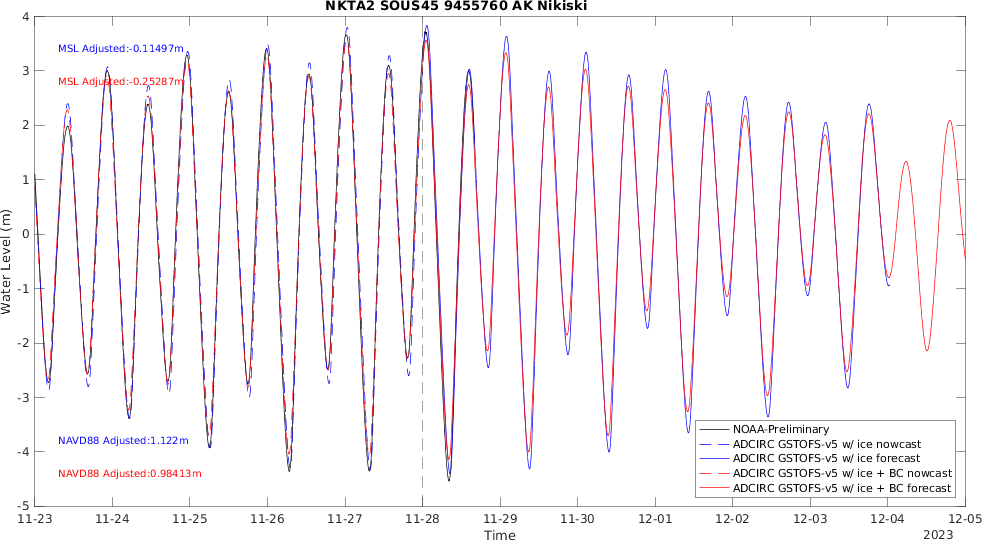 NKTA2 SOUS45 9455760 AK Nikiski
4
3
2
1
0
-1
-2
-3
-4
-5
Water Level (m)
MSL Adjusted:-0.11497m
MSL Adjusted:-0.25287m
NAVD88 Adjusted:1.122m
NAVD88 Adjusted:0.98413m
NOAA-Preliminary
ADCIRC GSTOFS-v5 w/ ice nowcast
ADCIRC GSTOFS-v5 w/ ice forecast
ADCIRC GSTOFS-v5 w/ ice + BC nowcast
ADCIRC GSTOFS-v5 w/ ice + BC forecast
11-23 11-24 11-25 11-26 11-27 11-28 11-29 11-30 12-01 12-02 12-03 12-04 12-05
Time
2023